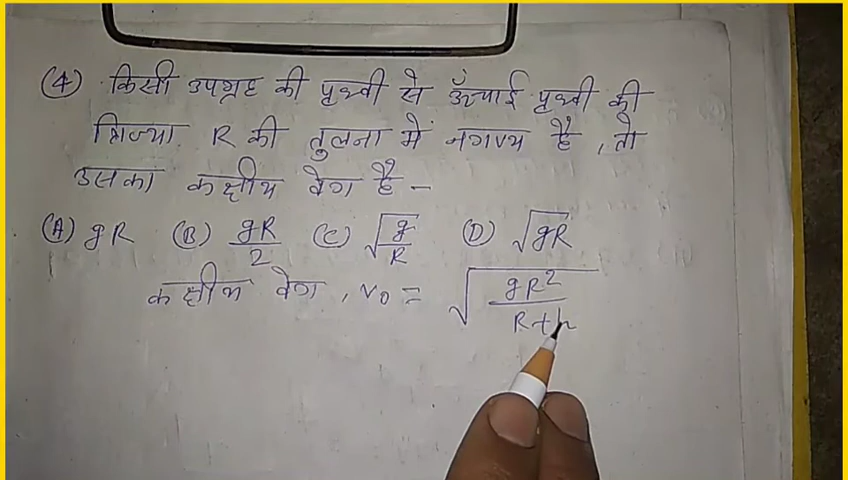 (4) किसी उपग्रह की पृथ्वी से ऊँचाई पृथ्वी की
त्रिज्या R की तुलना में नगण्य है, तो
उसका कक्षीय वेग है -
(A) gR (B) gR/2 (C) √g/R (D) √gR
कक्षीय वेग, v₀ = √gR²/R+h